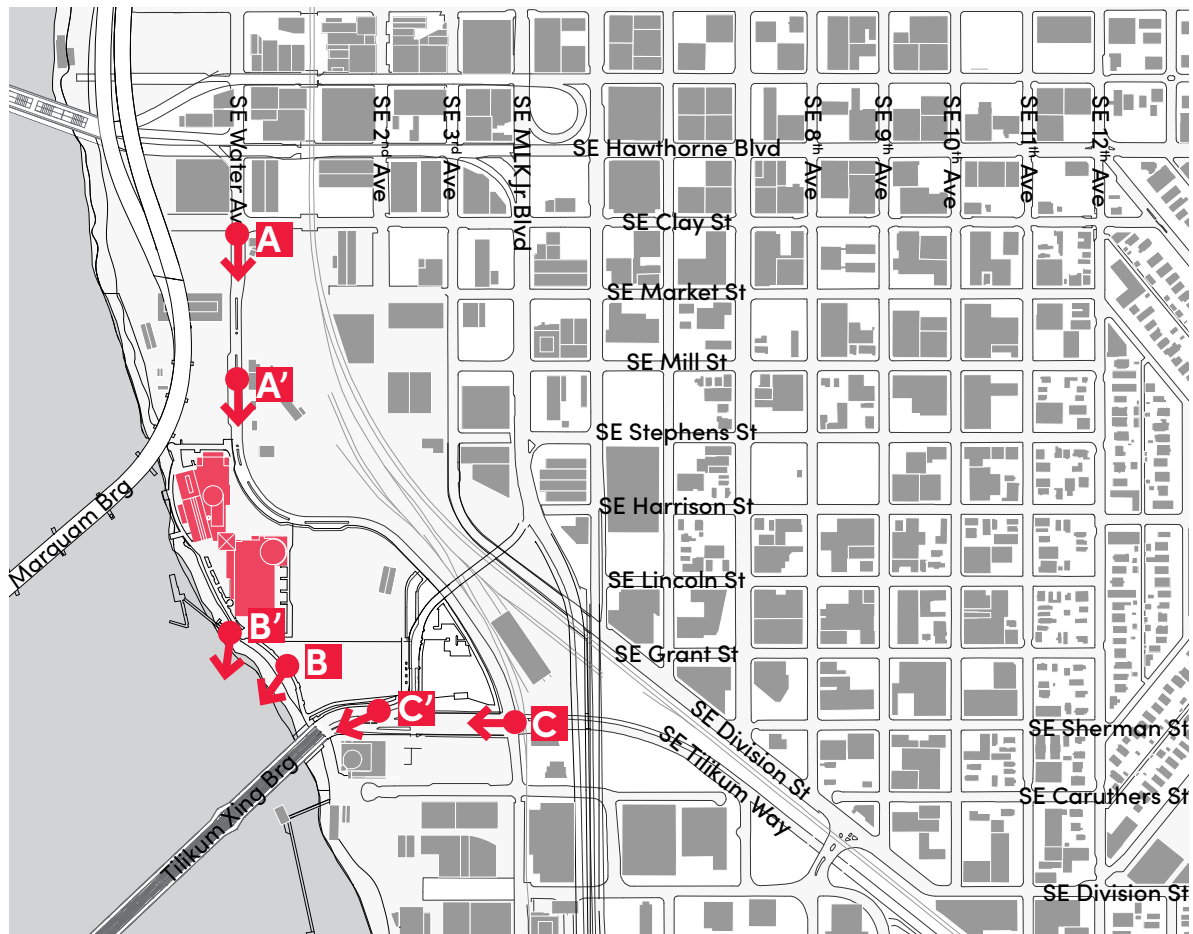 SE Water Av
SE 2nd Ave
SE 3rd Ave
SE MLK Jr Blvd
SE 8th Ave
SE 9th Ave
SE 10th Ave
SE 11th Ave
SE 12th Ave
SE Hawthorne Blvd
SE Clay St
A
SE Market St
SE Mill St
A’
SE Stephens St
Marquam Brg
SE Harrison St
SE Lincoln St
B’
SE Grant St
B
C’
C
SE Division St
SE Sherman St
SE Tilikum Way
Tilikum Xing Brg
SE Caruthers St
SE Division St